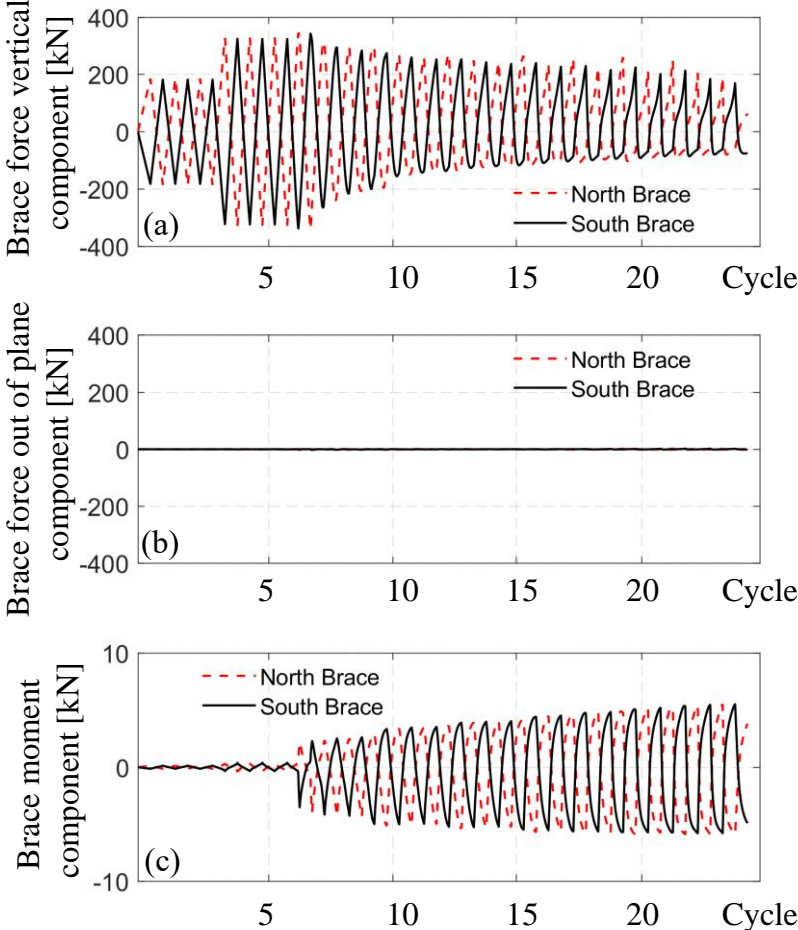 Brace force vertical
component [kN]
400
200
0
-200
-400
(a)
North Brace
South Brace
5
10
15
20
Cycle
Brace force out of plane
component [kN]
400
200
0
-200
-400
(b)
North Brace
South Brace
5
10
15
20
Cycle
Brace moment
component [kN]
10
0
-10
(c)
North Brace
South Brace
5
10
15
20
Cycle